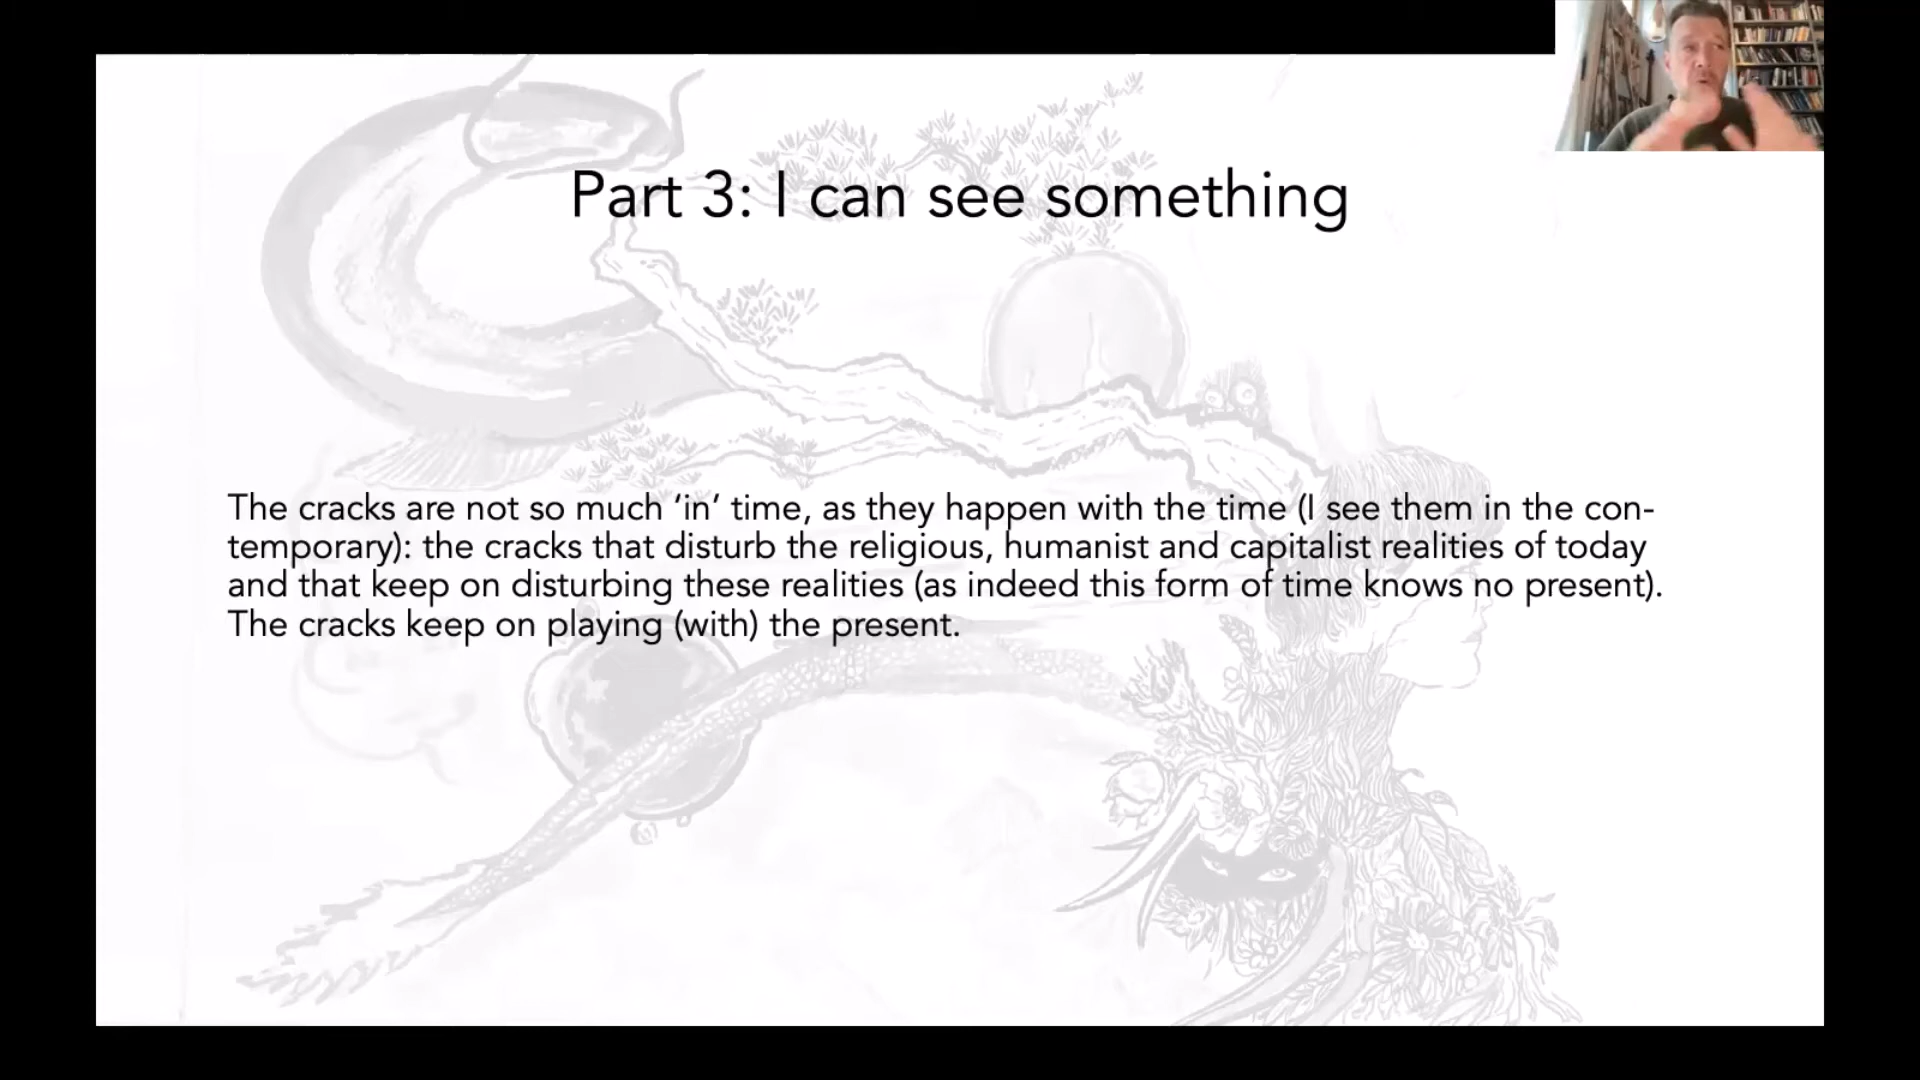 Part 3: I can see something
The cracks are not so much ‘in’ time, as they happen with the time (I see them in the con-
temporary): the cracks that disturb the religious, humanist and capitalist realities of today
and that keep on disturbing these realities (as indeed this form of time knows no present).
The cracks keep on playing (with) the present.